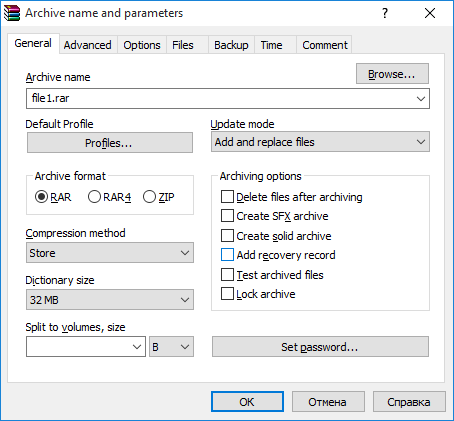 Archive name and parameters ?
General Advanced Options Files Backup Time Comment
Archive name
Browse...
file1.rar
Default Profile Update mode
Profiles... Add and replace files
Archive format Archiving options
RAR RAR4 ZIP Delete files after archiving
Create SFX archive
Compression method Create solid archive
Store Add recovery record
Dictionary size Test archived files
32 MB Lock archive
Split to volumes, size
B Set password...
OK Отмена Справка